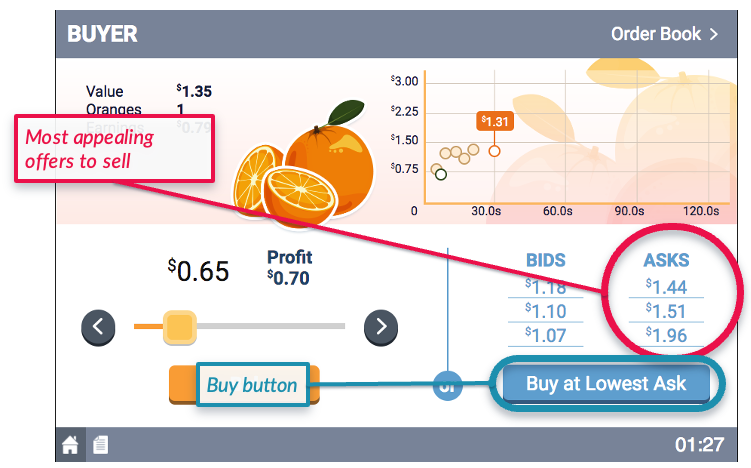 BUYER
Order Book >
Value $1.35
Oranges 1
Earnings $0.79
Most appealing
offers to sell
$3.00
$2.25
$1.50
$0.75
$1.31
0 30.0s 60.0s 90.0s 120.0s
$0.65
Profit
$0.70
BIDS ASKS
$1.18 $1.44
$1.10 $1.51
$1.07 $1.96
Buy button
Buy at Lowest Ask
01:27